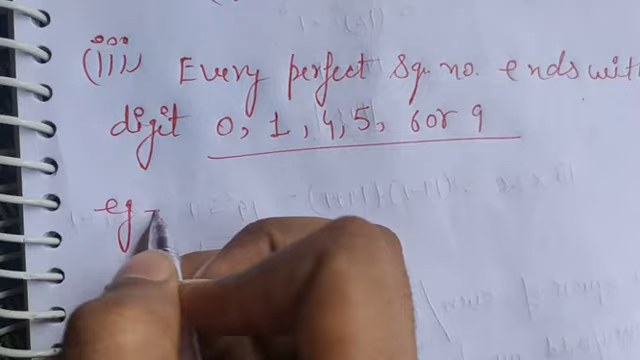 (iii) Every perfect Sq. no. ends with
digit 0, 1, 4, 5, 6 or 9
eg -